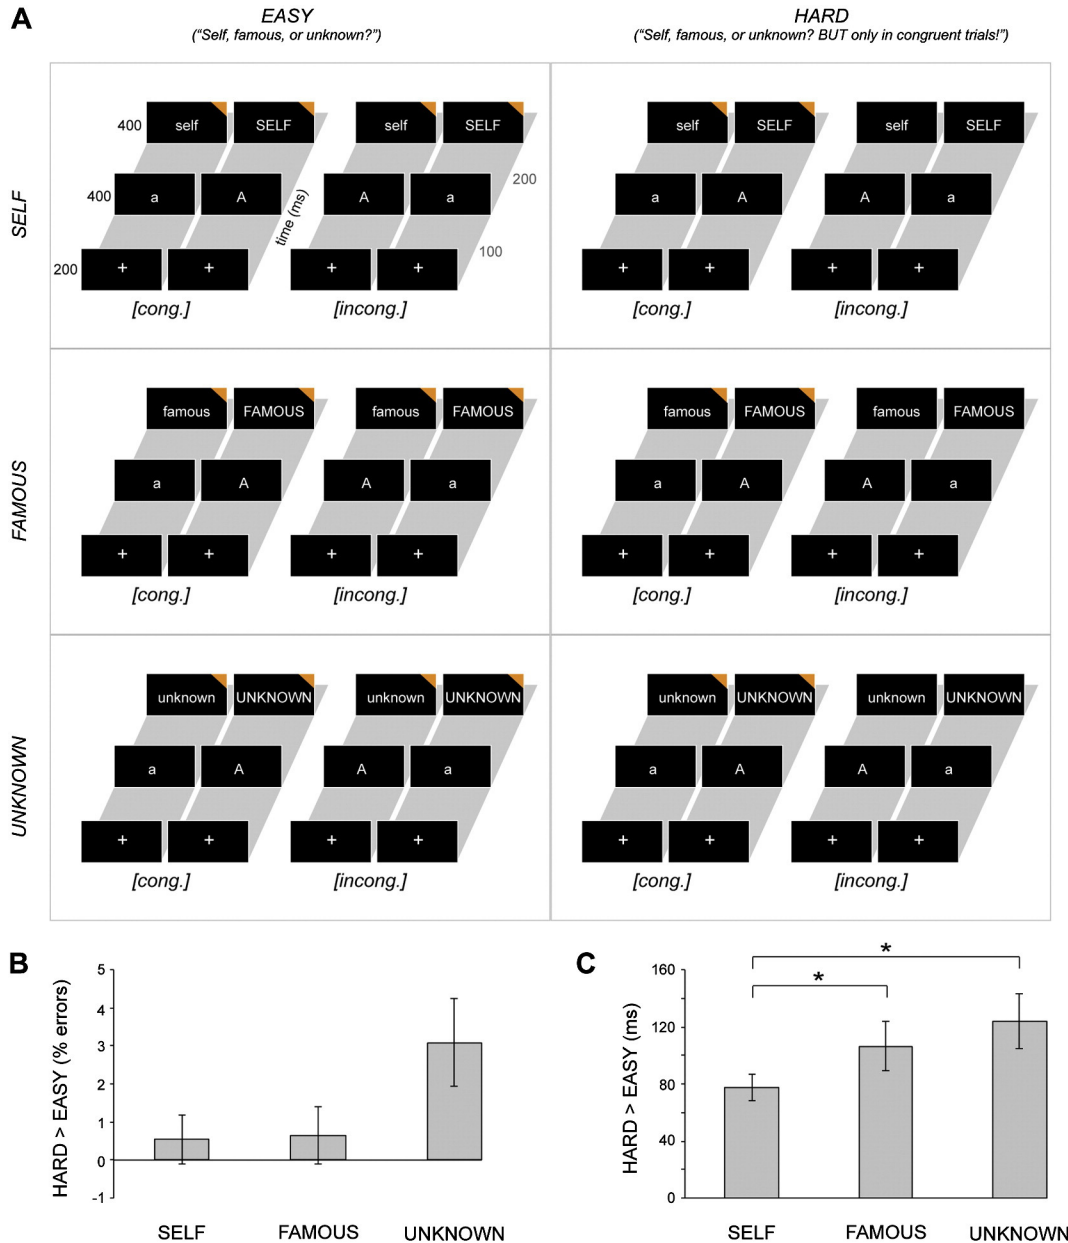 A
EASY
("Self, famous, or unknown?")
HARD
("Self, famous, or unknown? BUT only in congruent trials!")
SELF
400 self SELF self SELF
400 a A A a 200
time (ms)
200 + + + + 100
[cong.] [incong.]
self SELF self SELF
a A A a
+ + + +
[cong.] [incong.]
FAMOUS
famous FAMOUS famous FAMOUS
a A A a
+ + + +
[cong.] [incong.]
famous FAMOUS famous FAMOUS
a A A a
+ + + +
[cong.] [incong.]
UNKNOWN
unknown UNKNOWN unknown UNKNOWN
a A A a
+ + + +
[cong.] [incong.]
unknown UNKNOWN unknown UNKNOWN
a A A a
+ + + +
[cong.] [incong.]
B
HARD > EASY (% errors)
5
4
3
2
1
0
-1
SELF FAMOUS UNKNOWN
C
HARD > EASY (ms)
160
120
80
40
0
*
*
SELF FAMOUS UNKNOWN